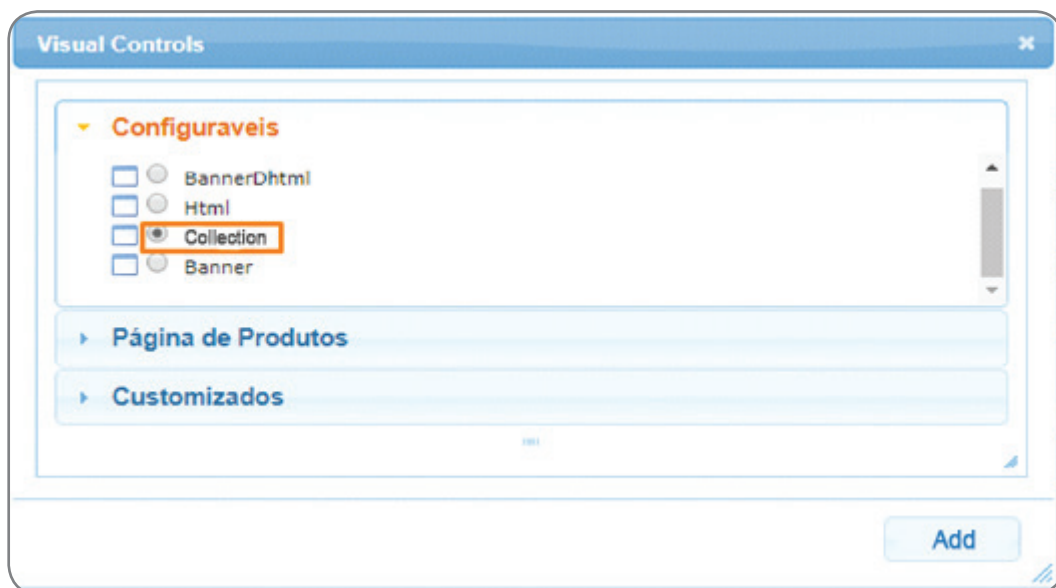 Visual Controls
Configuraveis
BannerDhtml
Html
Collection
Banner
Página de Produtos
Customizados
Add